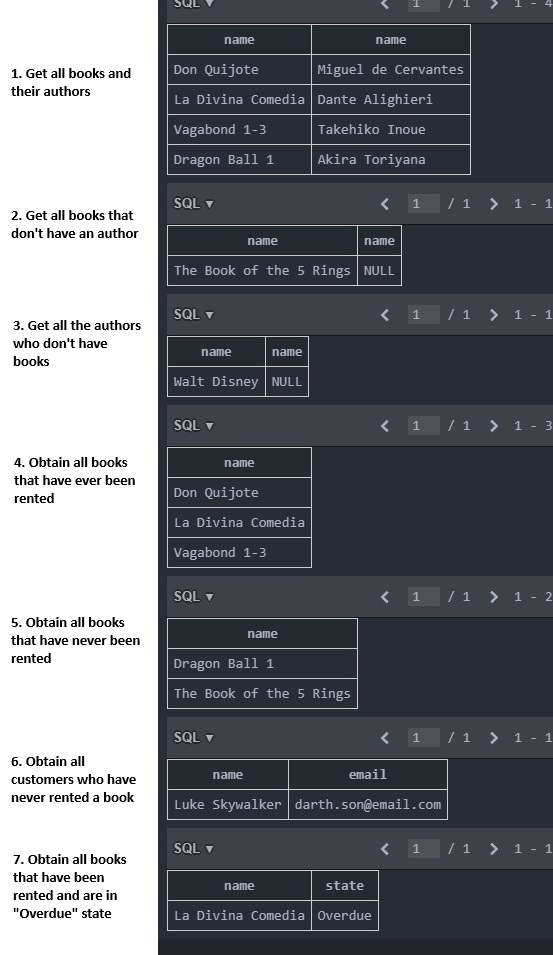 SQL ▼ < 1 / 1 > 1 - 4
1. Get all books and
their authors
name name
Don Quijote Miguel de Cervantes
La Divina Comedia Dante Alighieri
Vagabond 1-3 Takehiko Inoue
Dragon Ball 1 Akira Toriyana
SQL ▼ < 1 / 1 > 1 - 1
2. Get all books that
don't have an author
name name
The Book of the 5 Rings NULL
SQL ▼ < 1 / 1 > 1 - 1
3. Get all the authors
who don't have
books
name name
Walt Disney NULL
SQL ▼ < 1 / 1 > 1 - 3
4. Obtain all books
that have ever been
rented
name
Don Quijote
La Divina Comedia
Vagabond 1-3
SQL ▼ < 1 / 1 > 1 - 2
5. Obtain all books
that have never been
rented
name
Dragon Ball 1
The Book of the 5 Rings
SQL ▼ < 1 / 1 > 1 - 1
6. Obtain all
customers who have
never rented a book
name email
Luke Skywalker darth.son@email.com
SQL ▼ < 1 / 1 > 1 - 1
7. Obtain all books
that have been
rented and are in
"Overdue" state
name state
La Divina Comedia Overdue